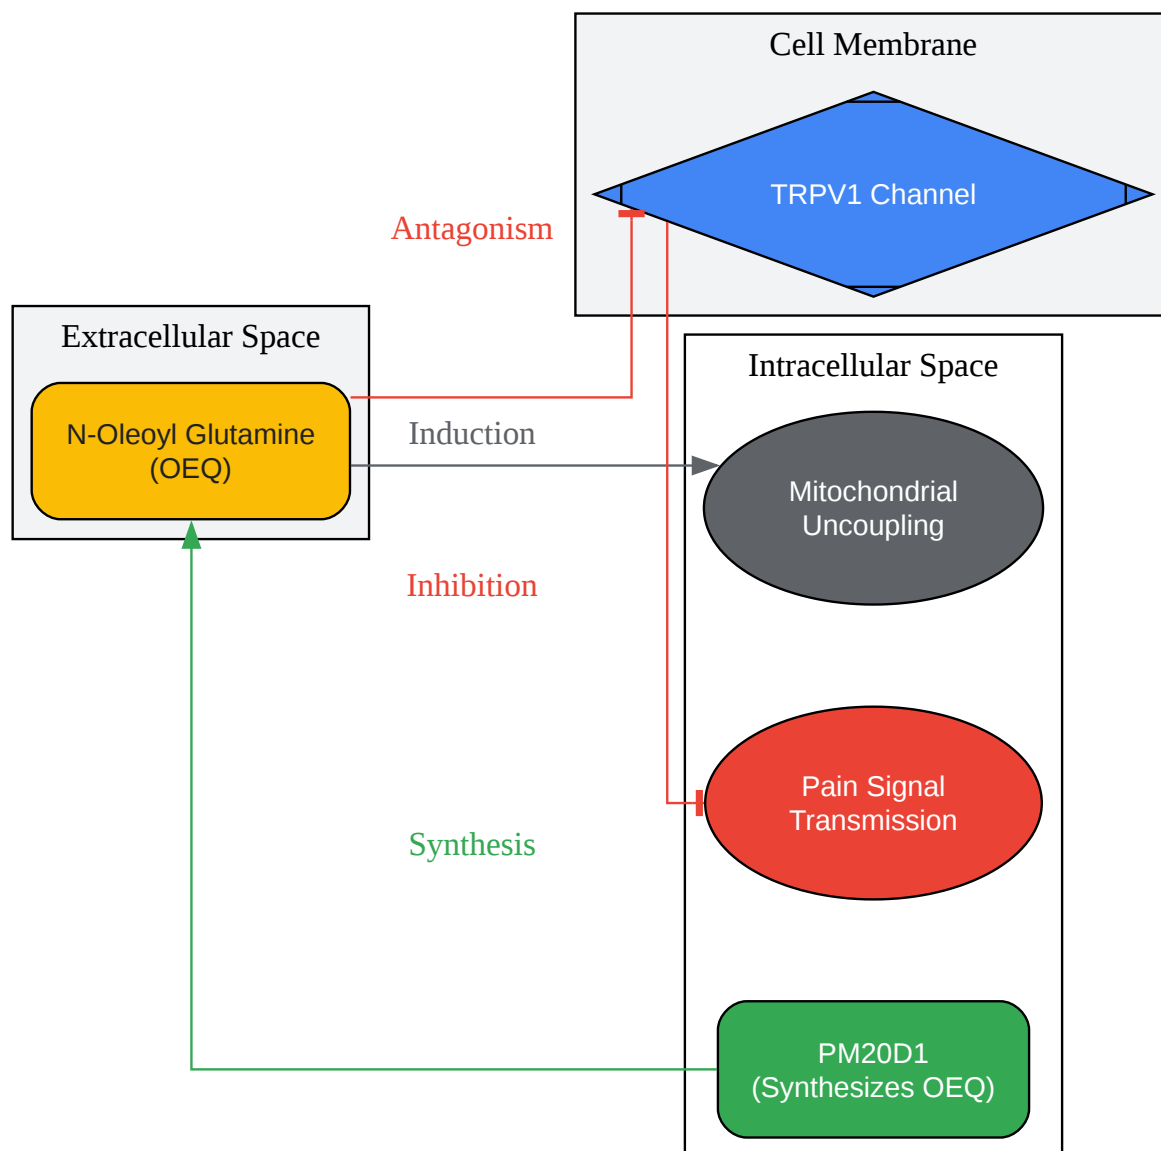 Cell Membrane
TRPV1 Channel
Antagonism
Extracellular Space
N-Oleoyl Glutamine
(OEQ)
Induction
Intracellular Space
Mitochondrial
Uncoupling
Inhibition
Pain Signal
Transmission
Synthesis
PM20D1
(Synthesizes OEQ)